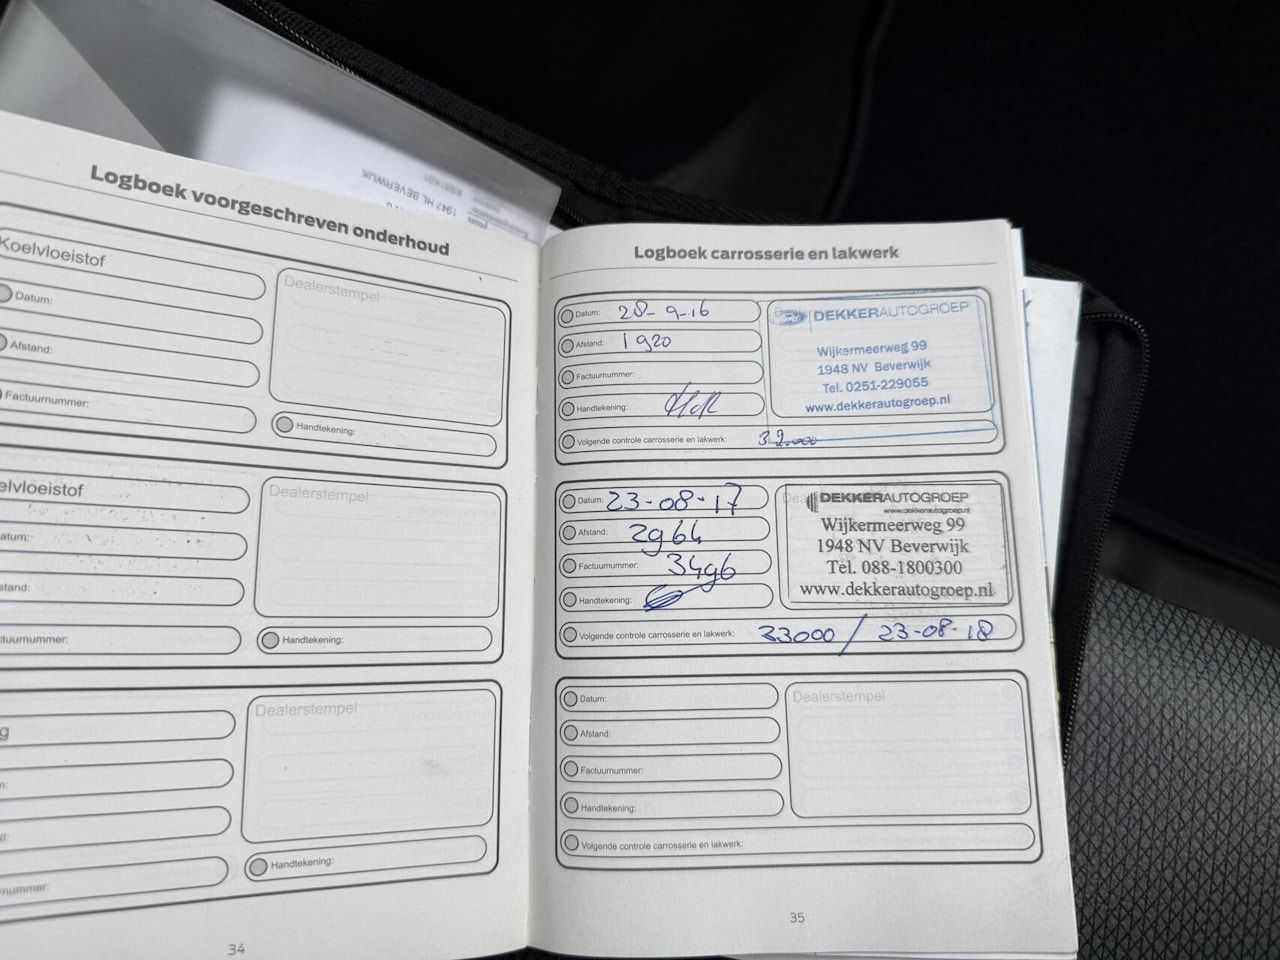 1947 HL BEVERWIJK
Logboek voorgeschreven onderhoud
Koelvloeistof
Datum:
Afstand:
Factuurnummer:
Dealerstempel
Handtekening:
elvloeistof
atum:
stand:
ctuurnummer:
Dealerstempel
Handtekening:
g
n:
d:
nummer:
Dealerstempel
Handtekening:
34
Logboek carrosserie en lakwerk
Datum: 28-9-16
Afstand: 1920
Factuurnummer:
Handtekening:
Volgende controle carrosserie en lakwerk: 32.000
DEKKERAUTOGROEP
Wijkermeerweg 99
1948 NV Beverwijk
Tel. 0251-229055
www.dekkerautogroep.nl
Datum: 23-08-17
Afstand: 2964
Factuurnummer: 3496
Handtekening:
Volgende controle carrosserie en lakwerk: 33000 / 23-08-18
DEKKERAUTOGROEP
www.dekkerautogroep.nl
Wijkermeerweg 99
1948 NV Beverwijk
Tel. 088-1800300
www.dekkerautogroep.nl
Datum:
Afstand:
Factuurnummer:
Handtekening:
Volgende controle carrosserie en lakwerk:
Dealerstempel
35